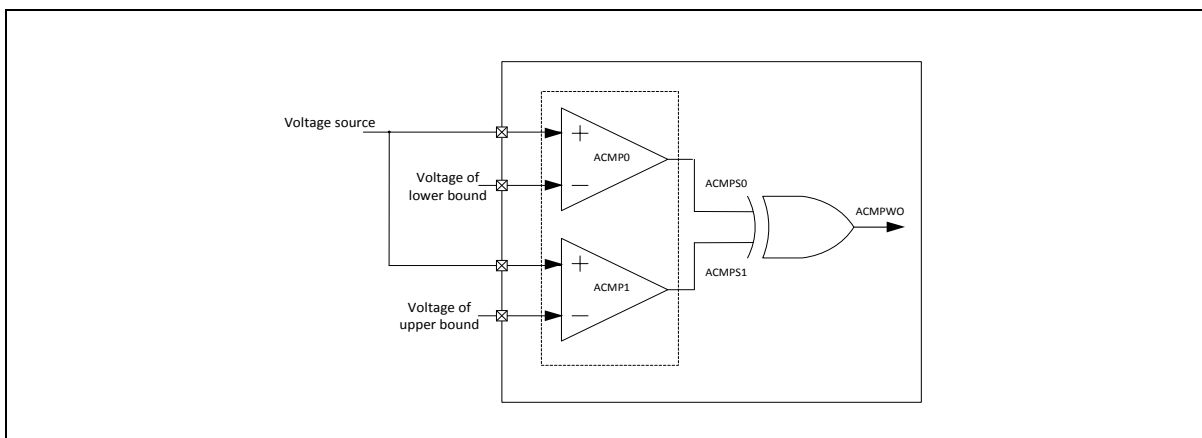 Voltage source
+
ACMP0
−
Voltage of
lower bound
ACMPS0
ACMPWO
+
ACMP1
−
ACMPS1
Voltage of
upper bound